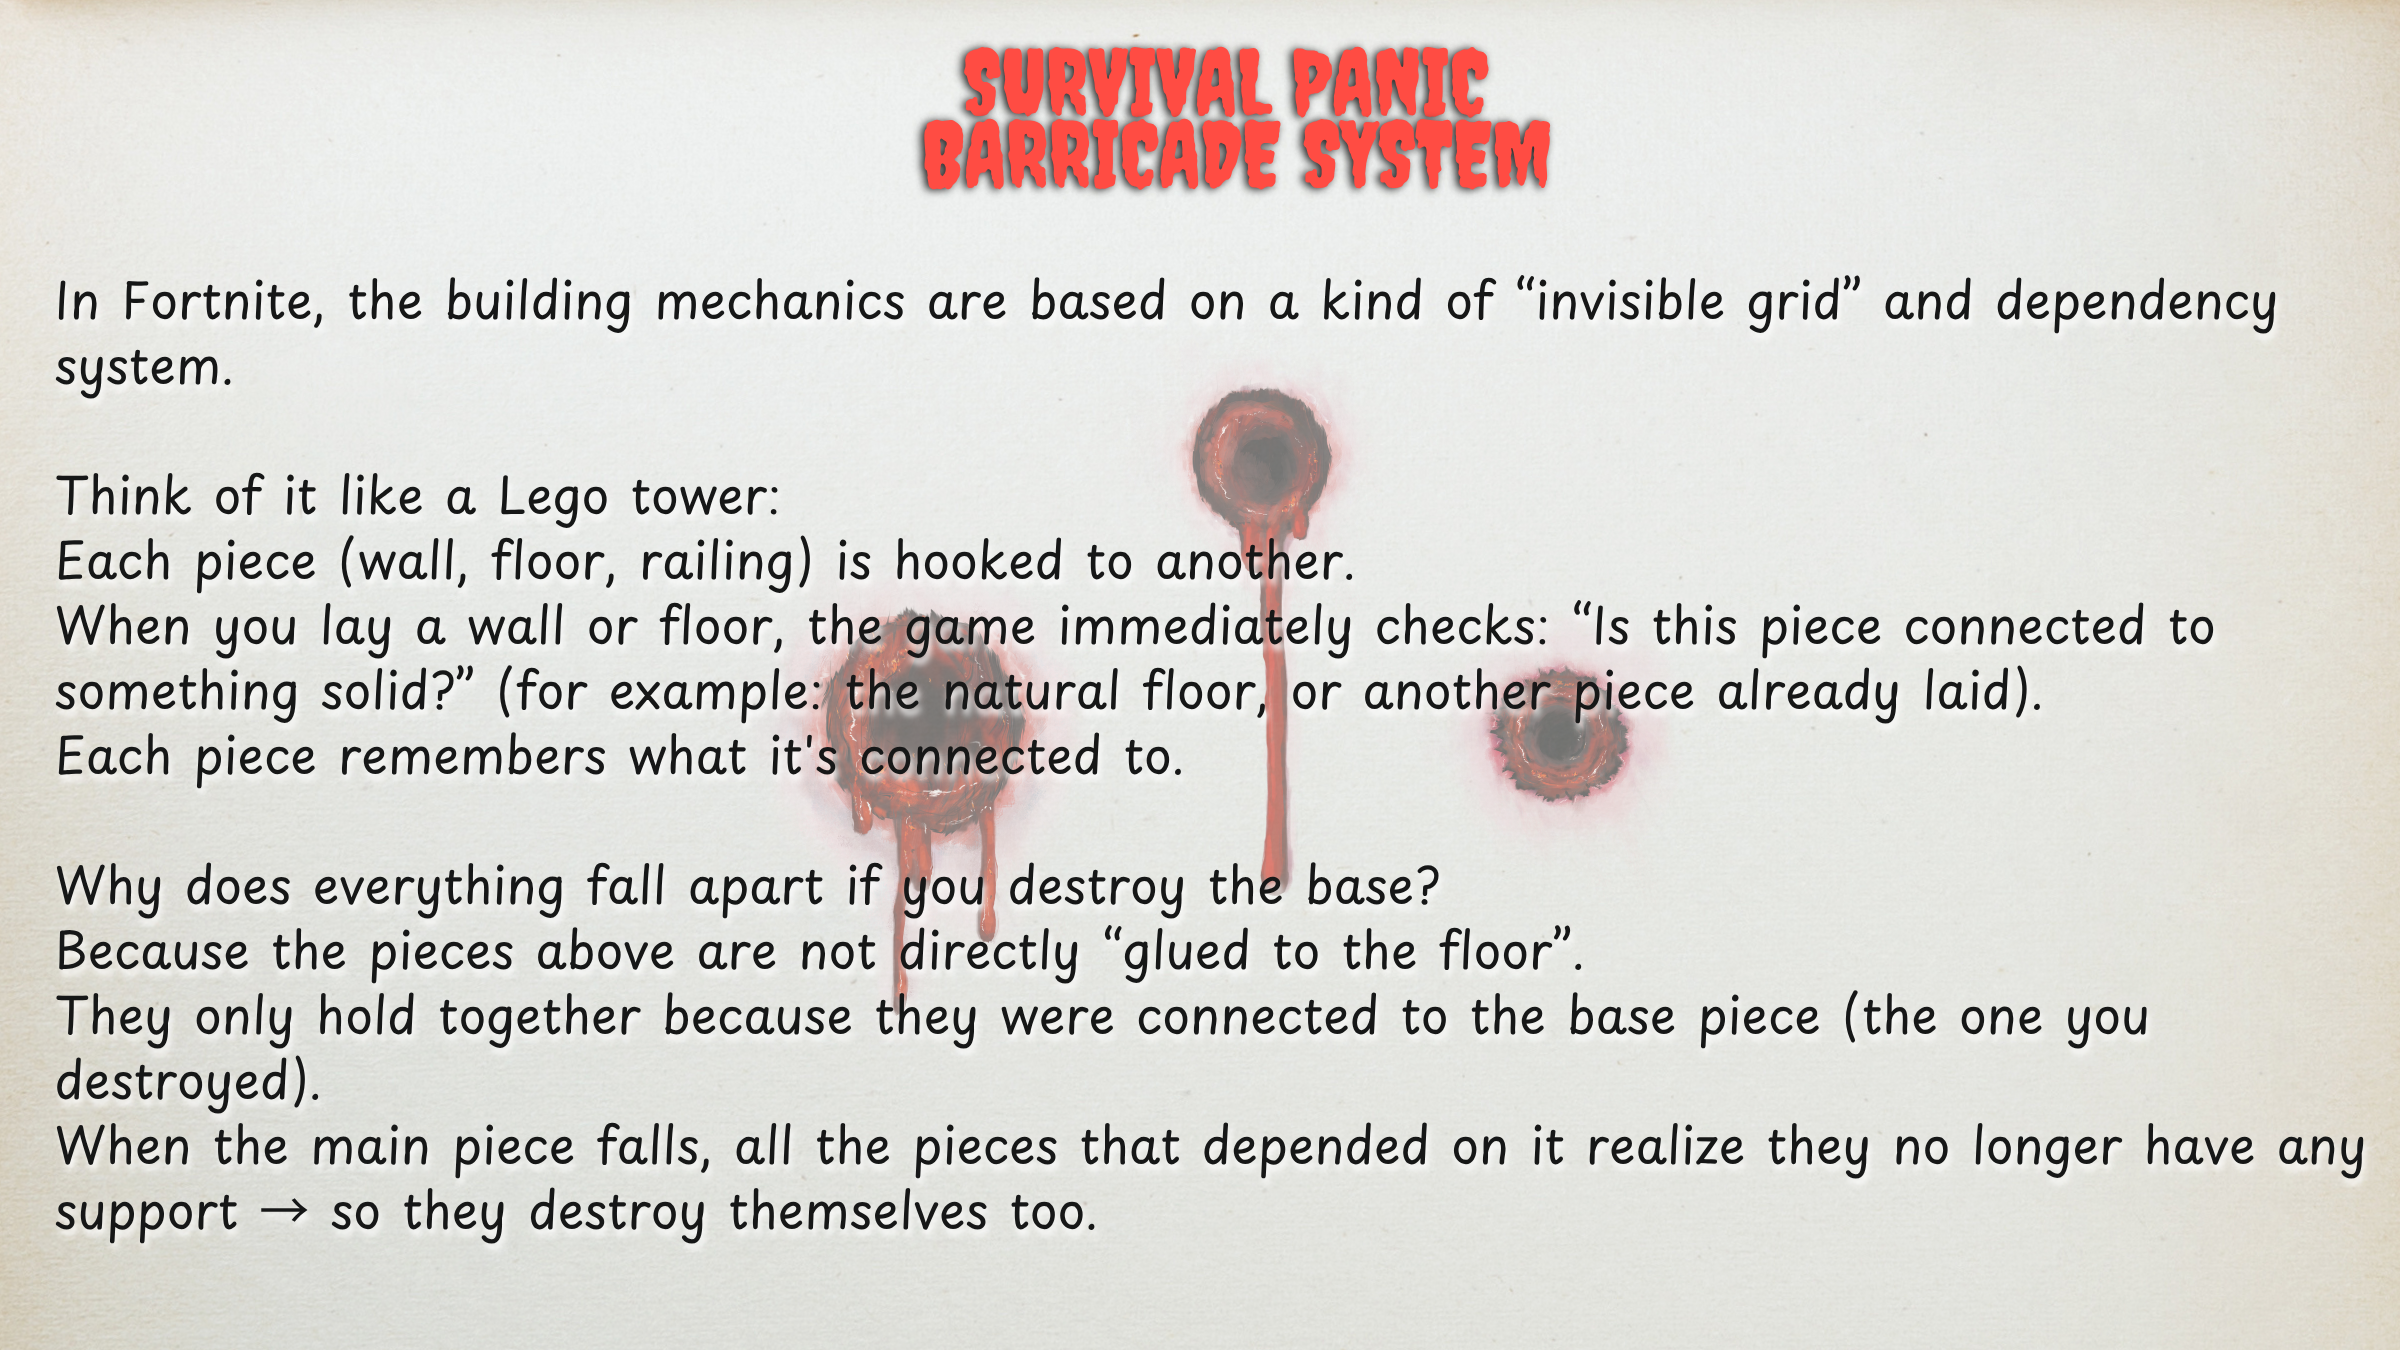 SURVIVAL PANIC
BARRICADE SYSTEM
In Fortnite, the building mechanics are based on a kind of “invisible grid” and dependency
system.
Think of it like a Lego tower:
Each piece (wall, floor, railing) is hooked to another.
When you lay a wall or floor, the game immediately checks: “Is this piece connected to
something solid?” (for example: the natural floor, or another piece already laid).
Each piece remembers what it's connected to.
Why does everything fall apart if you destroy the base?
Because the pieces above are not directly “glued to the floor”.
They only hold together because they were connected to the base piece (the one you
destroyed).
When the main piece falls, all the pieces that depended on it realize they no longer have any
support → so they destroy themselves too.